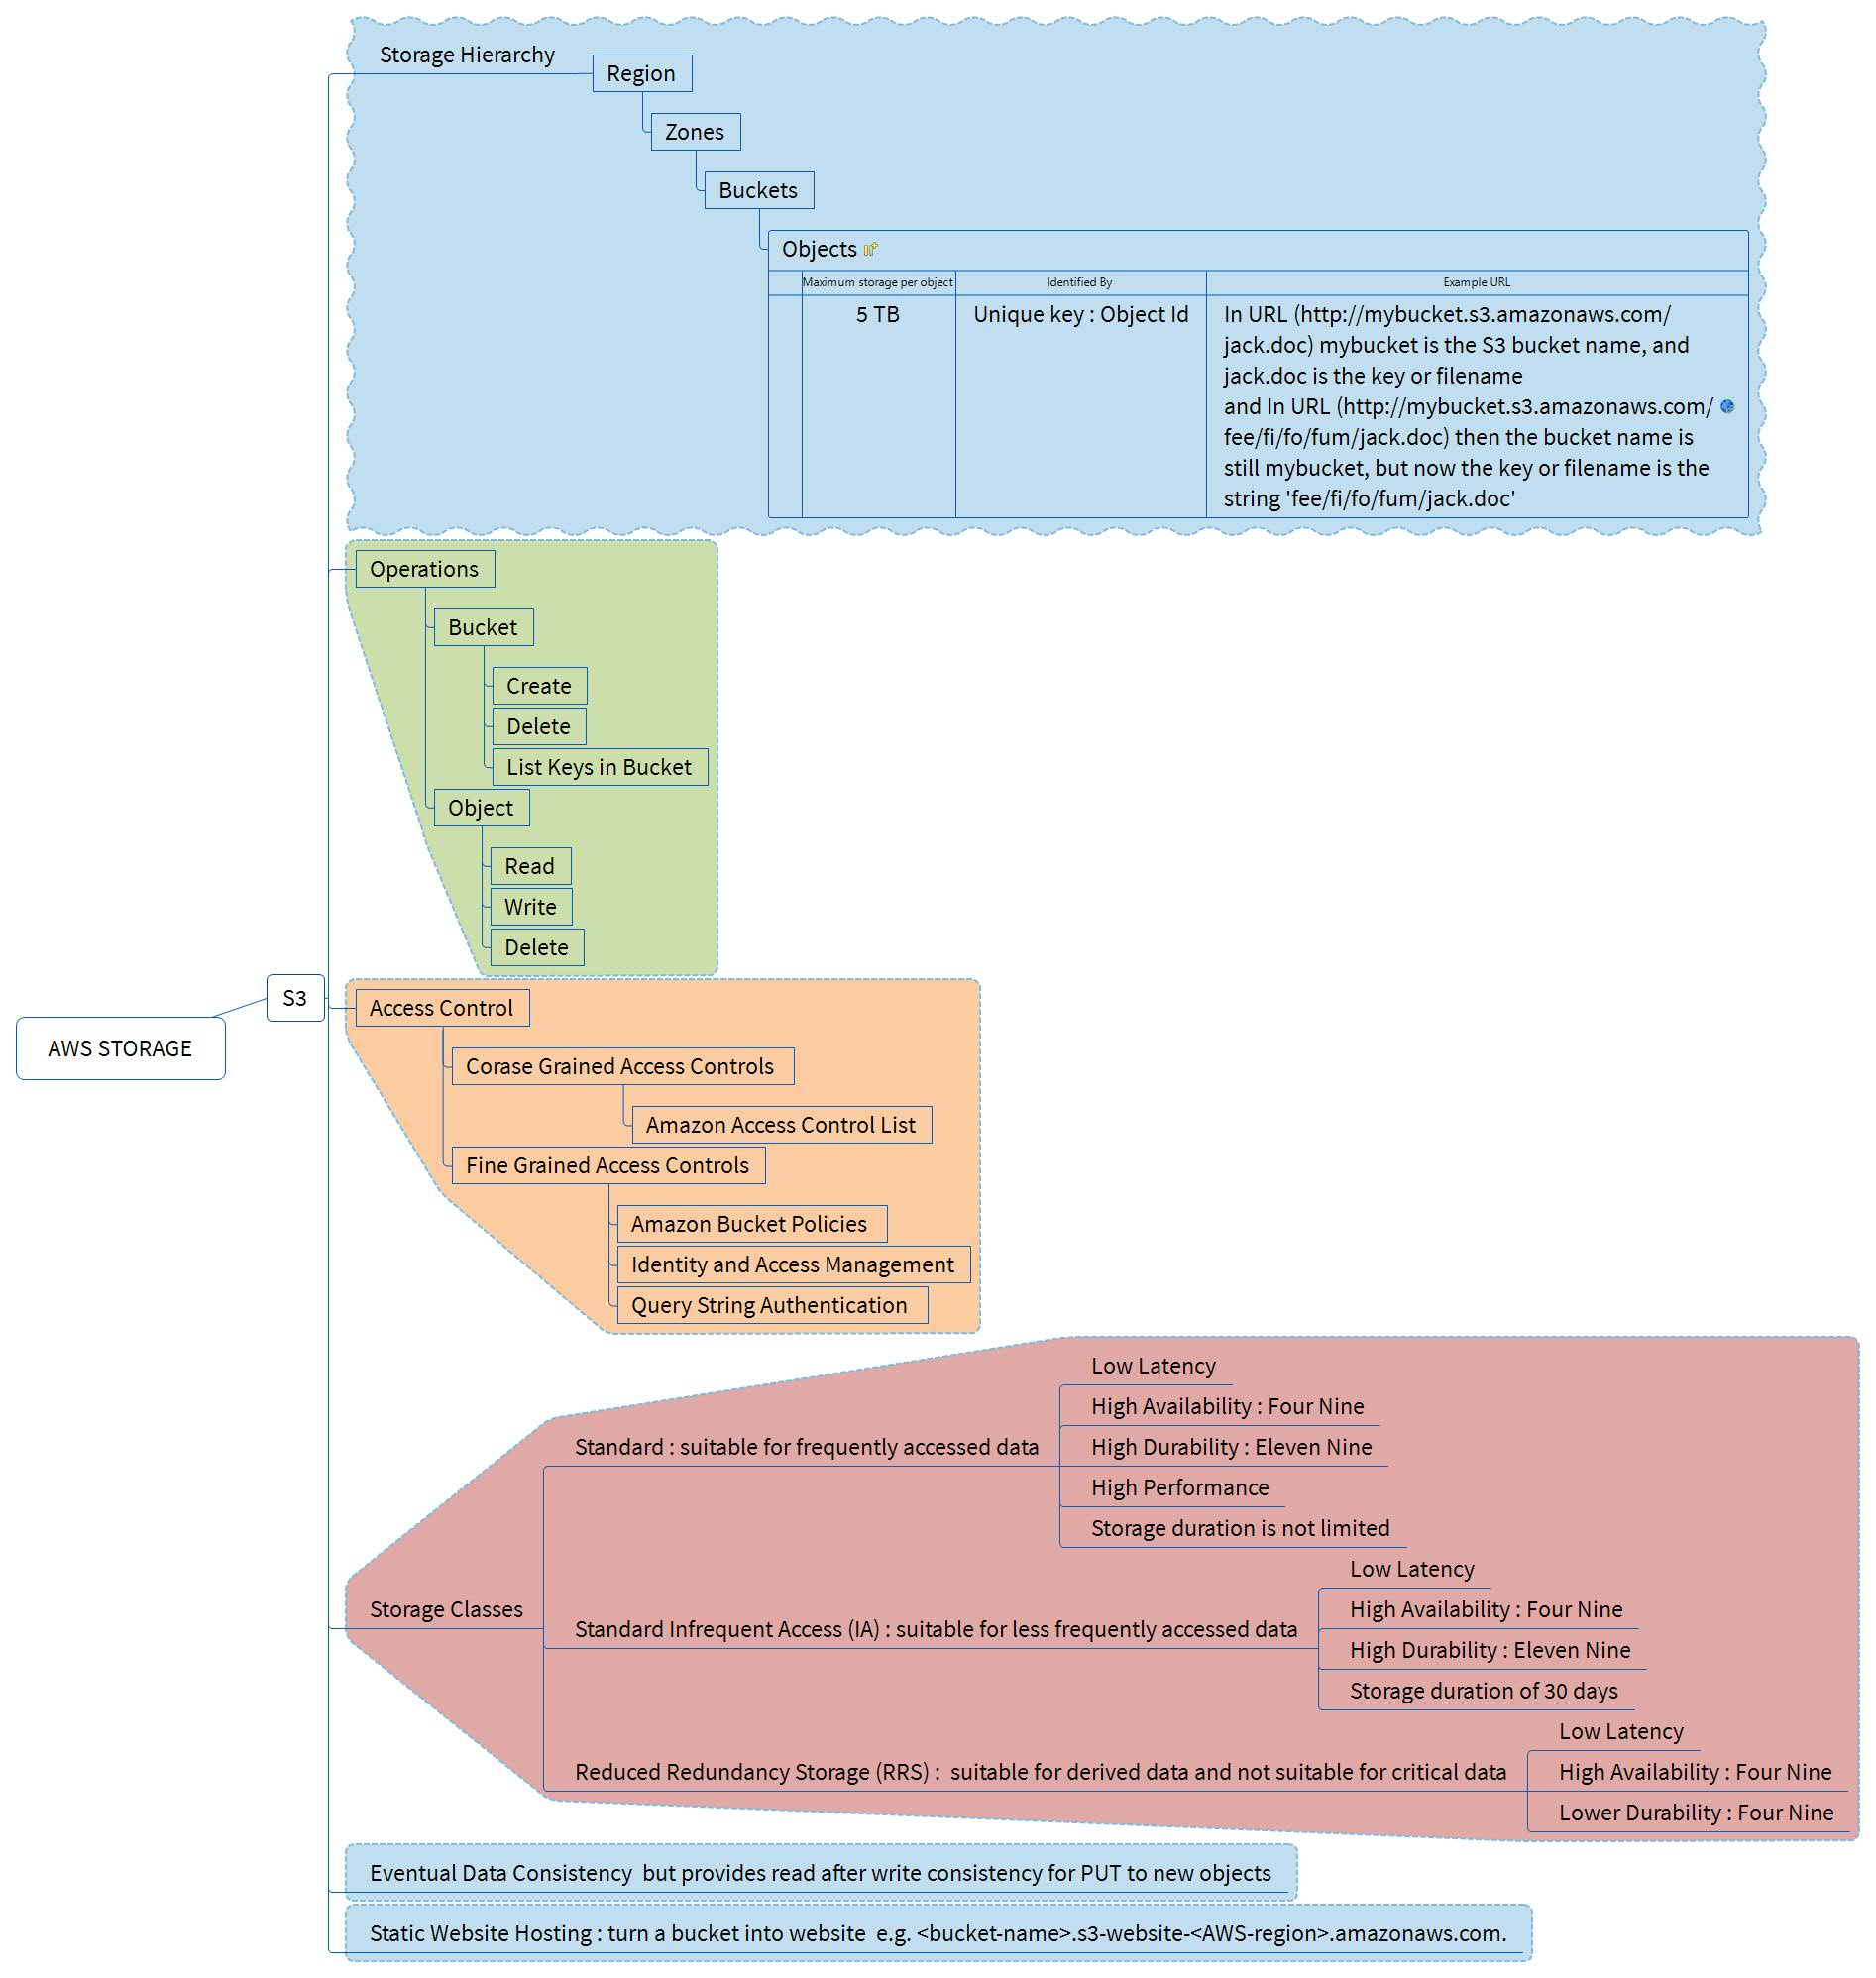 Storage Hierarchy
Region
Zones
Buckets
Objects
Maximum storage per object
Identified By
Example URL
5 TB
Unique key : Object Id
In URL (http://mybucket.s3.amazonaws.com/
jack.doc) mybucket is the S3 bucket name, and
jack.doc is the key or filename
and In URL (http://mybucket.s3.amazonaws.com/
fee/fi/fo/fum/jack.doc) then the bucket name is
still mybucket, but now the key or filename is the
string 'fee/fi/fo/fum/jack.doc'
Operations
Bucket
Create
Delete
List Keys in Bucket
Object
Read
Write
Delete
S3
AWS STORAGE
Access Control
Corase Grained Access Controls
Amazon Access Control List
Fine Grained Access Controls
Amazon Bucket Policies
Identity and Access Management
Query String Authentication
Storage Classes
Standard : suitable for frequently accessed data
Low Latency
High Availability : Four Nine
High Durability : Eleven Nine
High Performance
Storage duration is not limited
Standard Infrequent Access (IA) : suitable for less frequently accessed data
Low Latency
High Availability : Four Nine
High Durability : Eleven Nine
Storage duration of 30 days
Reduced Redundancy Storage (RRS) :  suitable for derived data and not suitable for critical data
Low Latency
High Availability : Four Nine
Lower Durability : Four Nine
Eventual Data Consistency  but provides read after write consistency for PUT to new objects
Static Website Hosting : turn a bucket into website  e.g. <bucket-name>.s3-website-<AWS-region>.amazonaws.com.